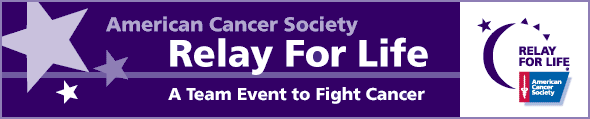 American Cancer Society
Relay For Life
A Team Event to Fight Cancer
RELAY
FOR LIFE
American
Cancer
Society